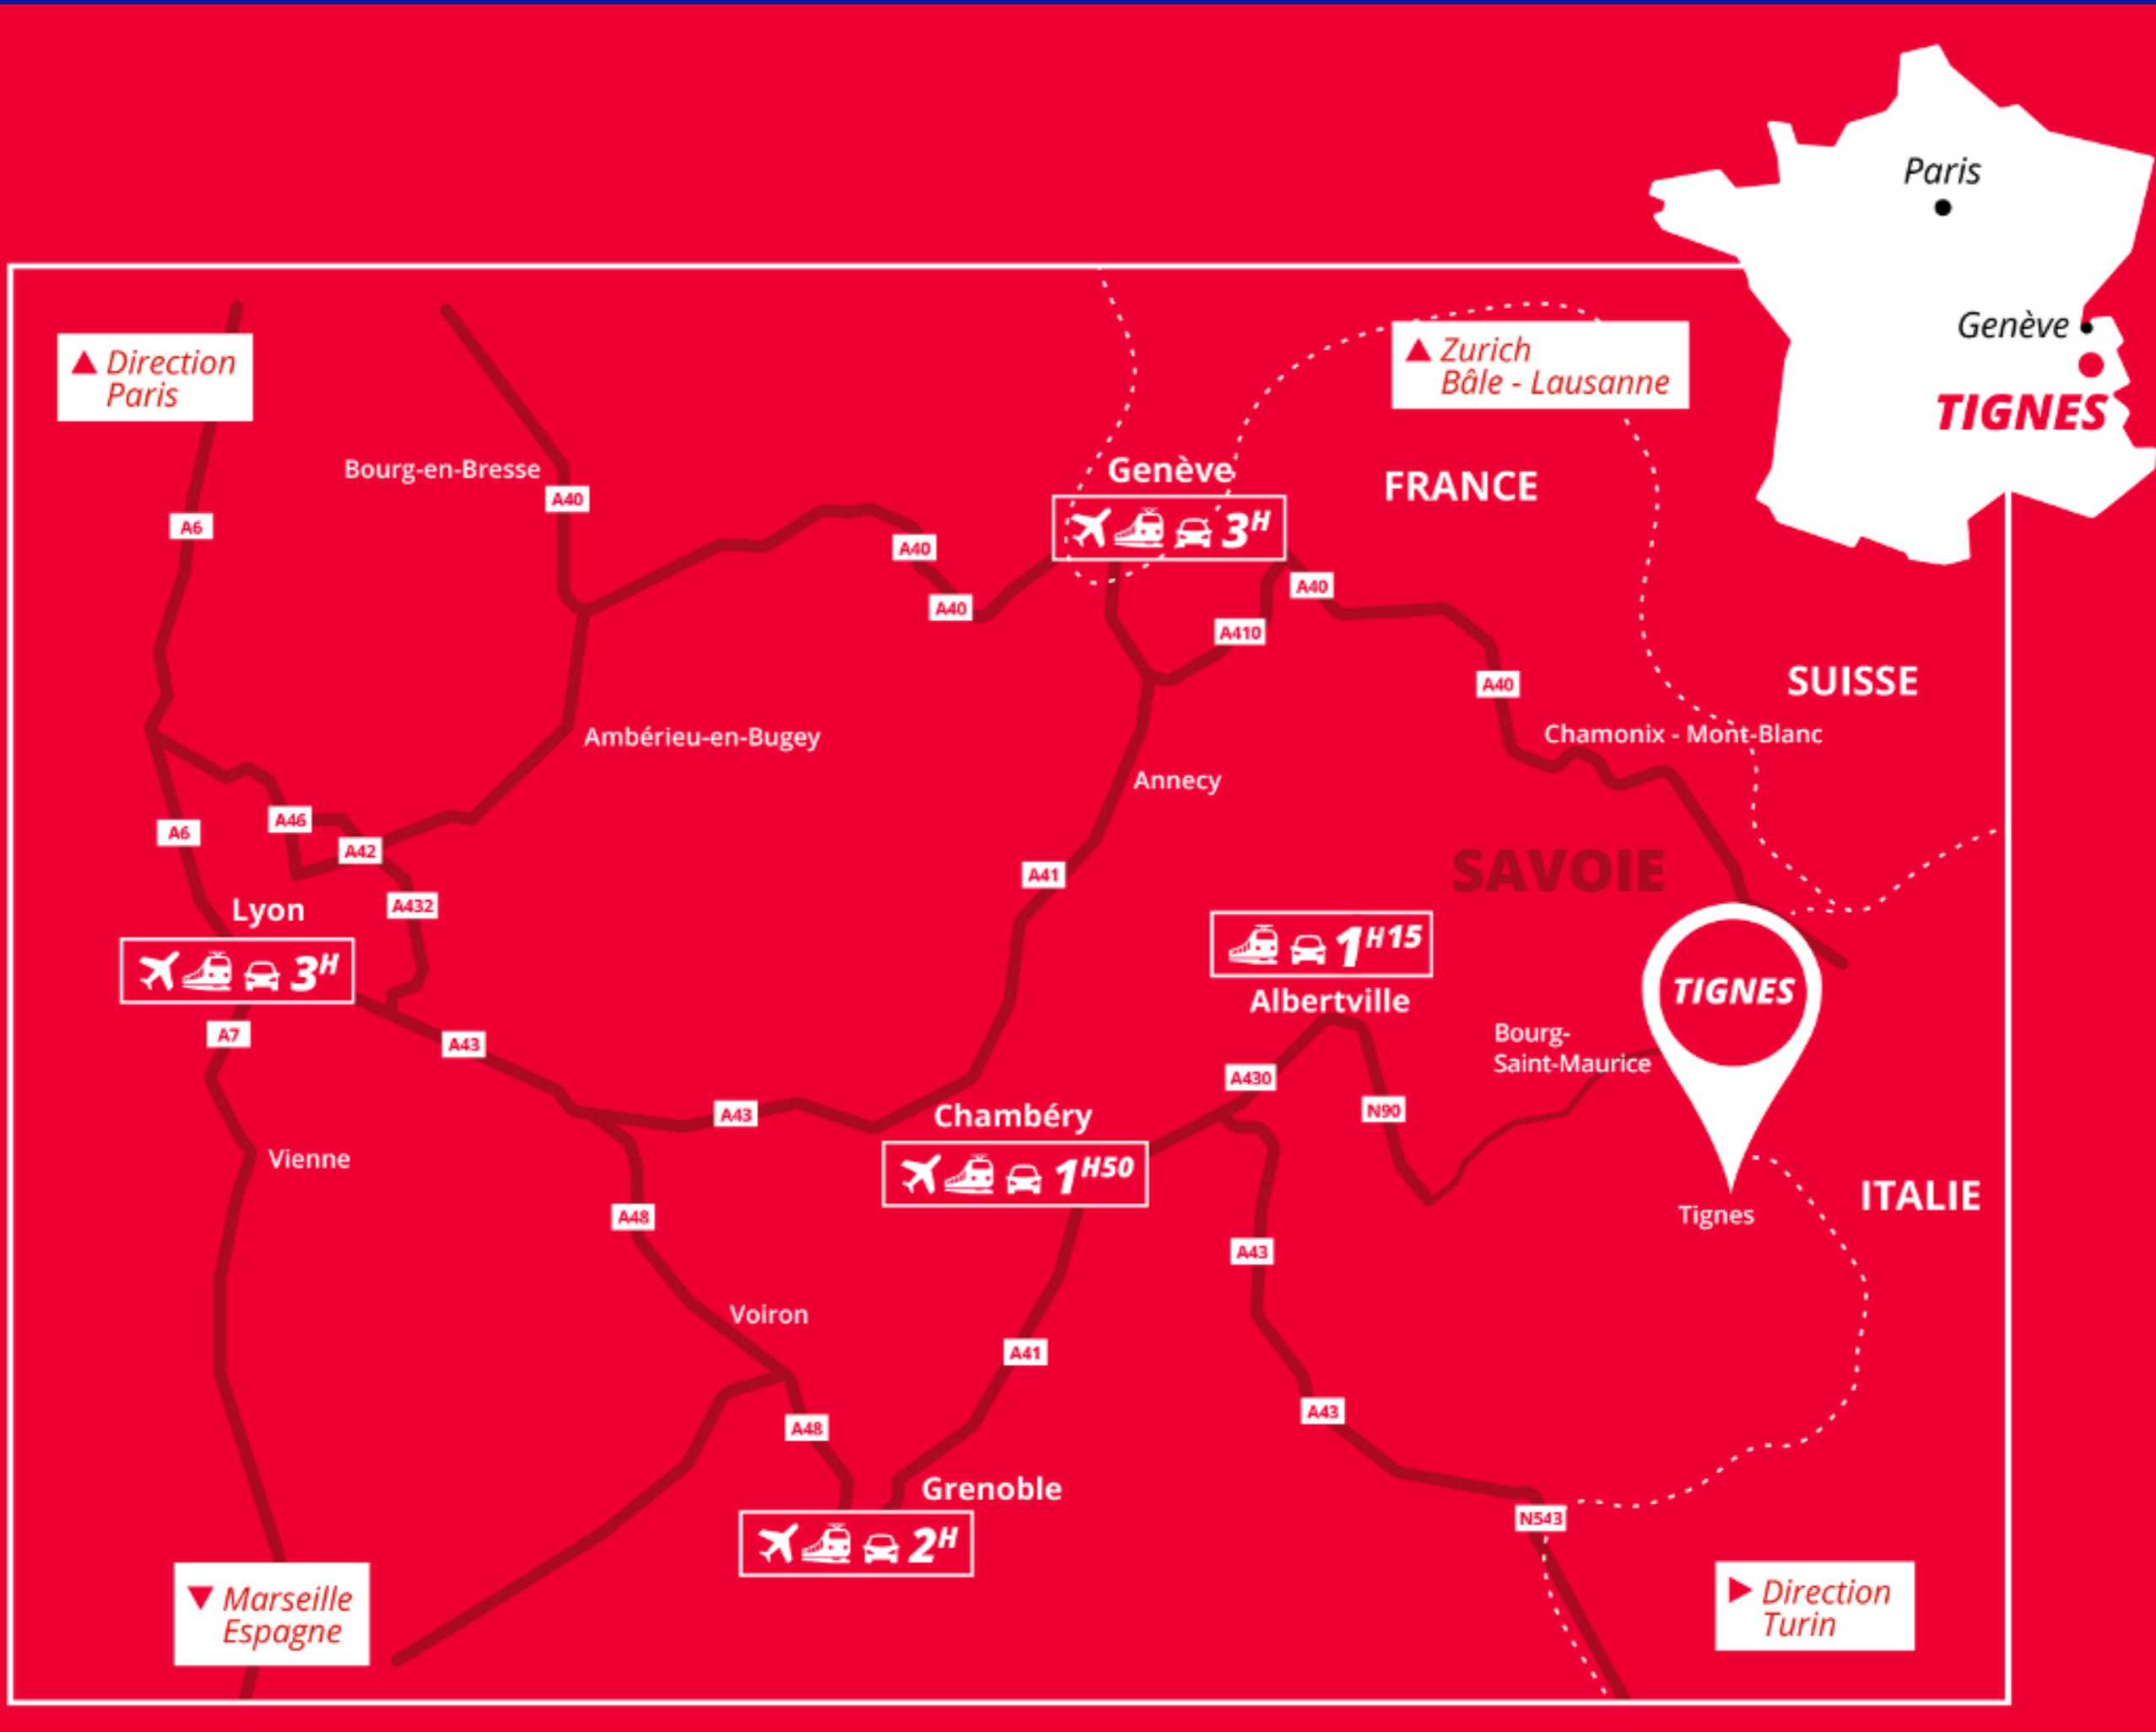 Paris
Genève
TIGNES
Direction
Paris
Zurich
Bâle - Lausanne
Bourg-en-Bresse
Genève
FRANCE
A40
A6
3H
A40
A40
A40
A410
A40
SUISSE
Chamonix - Mont-Blanc
Ambérieu-en-Bugey
Annecy
A46
A6
A42
A41
SAVOIE
A432
Lyon
3H
1H15
Albertville
TIGNES
A7
A43
Bourg-
Saint-Maurice
A430
A43
Chambéry
N90
1H50
Vienne
ITALIE
Tignes
A48
A43
Voiron
A41
A43
A48
Grenoble
N543
2H
Marseille
Espagne
Direction
Turin